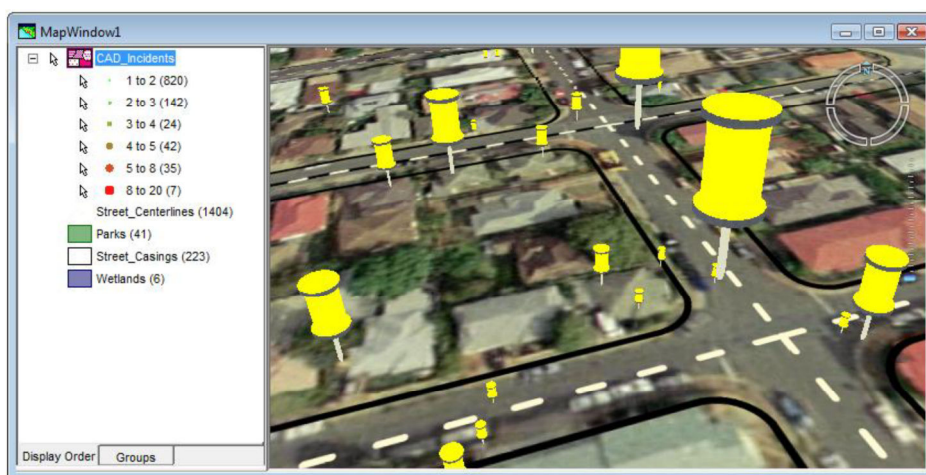 MapWindow1
CAD_Incidents
1 to 2 (820)
2 to 3 (142)
3 to 4 (24)
4 to 5 (42)
5 to 8 (35)
8 to 20 (7)
Street_Centerlines (1404)
Parks (41)
Street_Casings (223)
Wetlands (6)
Display Order
Groups
N